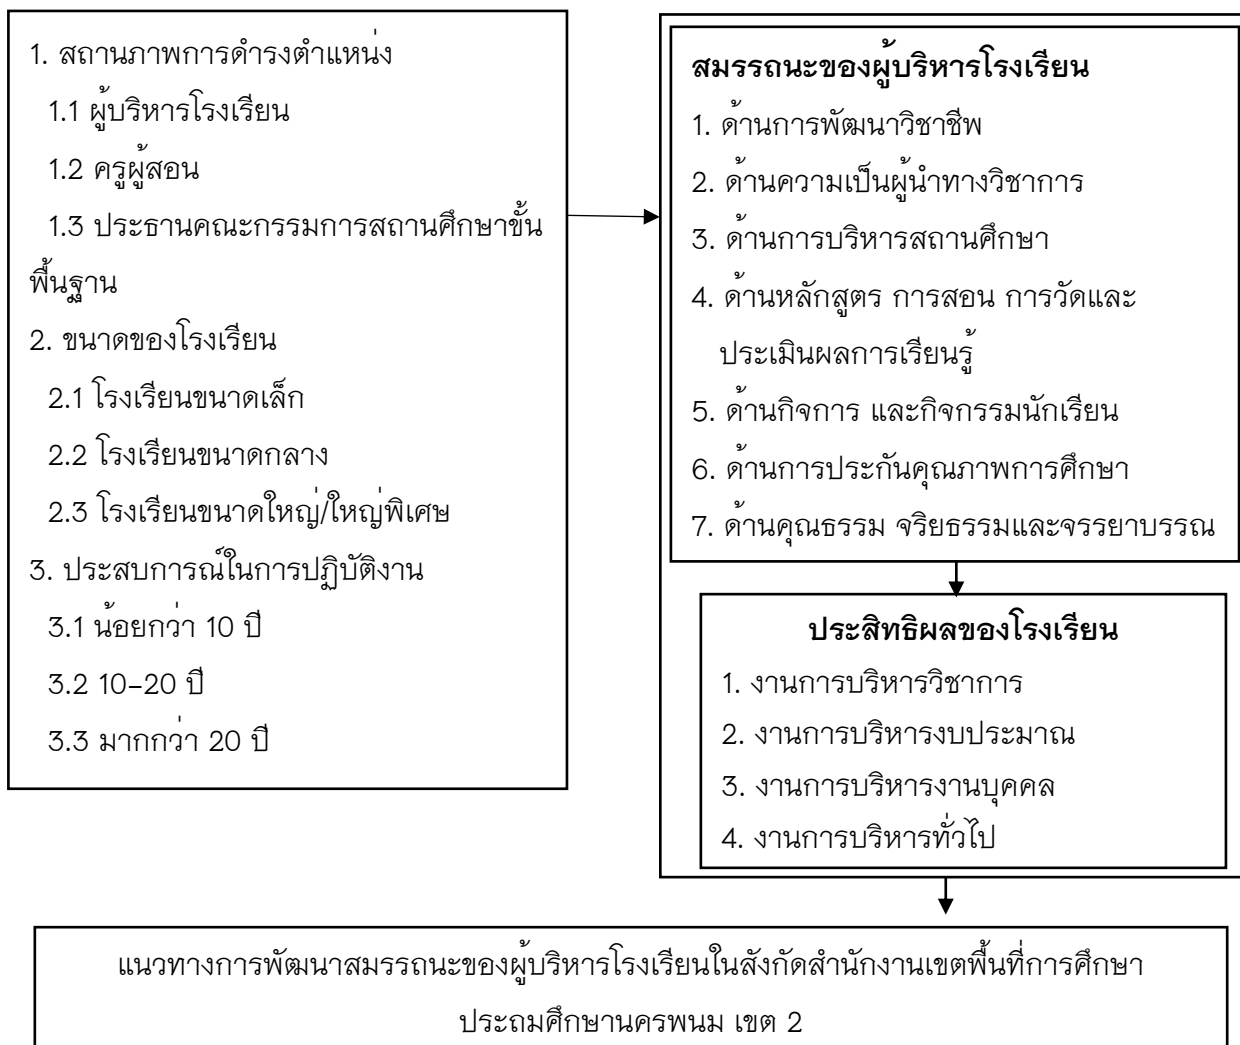 1. สถานภาพการดำรงตำแหน่ง
1.1 ผู้บริหารโรงเรียน
1.2 ครูผู้สอน
1.3 ประธานคณะกรรมการสถานศึกษาขั้น
พื้นฐาน
2. ขนาดของโรงเรียน
2.1 โรงเรียนขนาดเล็ก
2.2 โรงเรียนขนาดกลาง
2.3 โรงเรียนขนาดใหญ่/ใหญ่พิเศษ
3. ประสบการณ์ในการปฏิบัติงาน
3.1 น้อยกว่า 10 ปี
3.2 10–20 ปี
3.3 มากกว่า 20 ปี
สมรรถนะของผู้บริหารโรงเรียน
1. ด้านการพัฒนาวิชาชีพ
2. ด้านความเป็นผู้นำทางวิชาการ
3. ด้านการบริหารสถานศึกษา
4. ด้านหลักสูตร การสอน การวัดและ
ประเมินผลการเรียนรู้
5. ด้านกิจการ และกิจกรรมนักเรียน
6. ด้านการประกันคุณภาพการศึกษา
7. ด้านคุณธรรม จริยธรรมและจรรยาบรรณ
ประสิทธิผลของโรงเรียน
1. งานการบริหารวิชาการ
2. งานการบริหารงบประมาณ
3. งานการบริหารงานบุคคล
4. งานการบริหารทั่วไป
แนวทางการพัฒนาสมรรถนะของผู้บริหารโรงเรียนในสังกัดสำนักงานเขตพื้นที่การศึกษา
ประถมศึกษานครพนม เขต 2